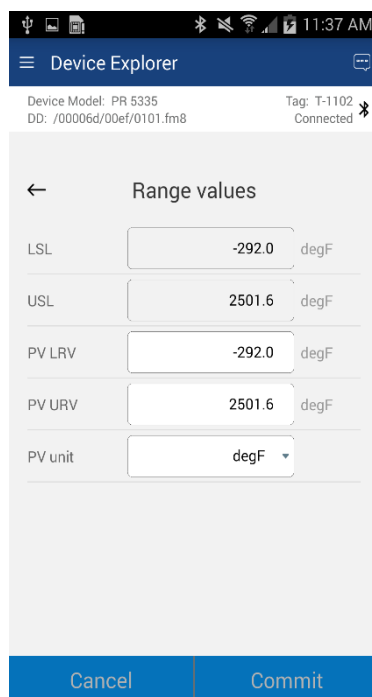 11:37 AM
Device Explorer
Device Model: PR 5335
Tag: T-1102
DD: /00006d/00ef/0101.fm8
Connected
Range values
LSL -292.0 degF
USL 2501.6 degF
PV LRV -292.0 degF
PV URV 2501.6 degF
PV unit degF
Cancel Commit